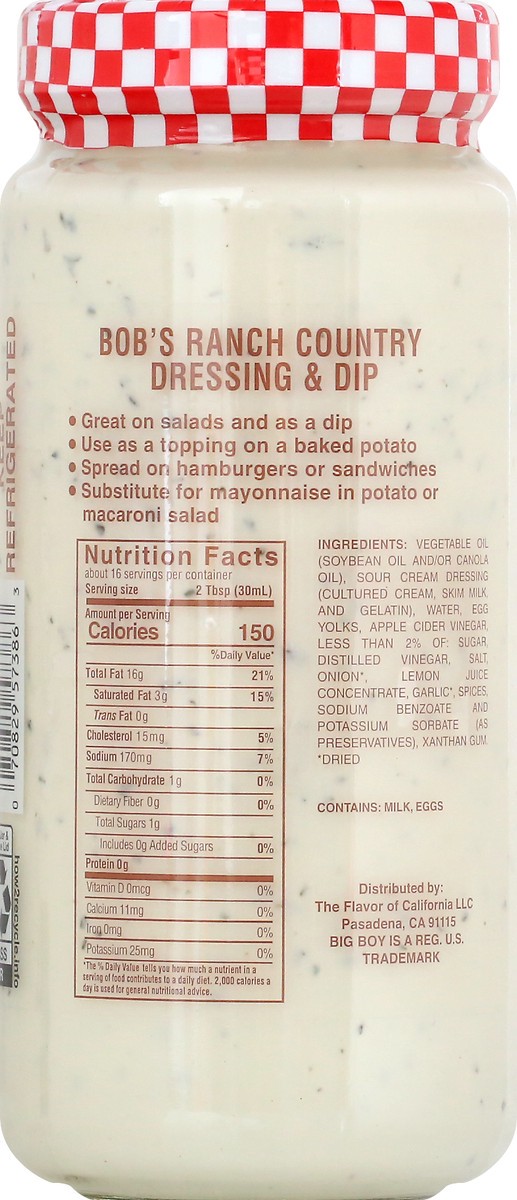 BOB'S RANCH COUNTRY
DRESSING & DIP
• Great on salads and as a dip
• Use as a topping on a baked potato
• Spread on hamburgers or sandwiches
• Substitute for mayonnaise in potato or
macaroni salad
Nutrition Facts
about 16 servings per container
Serving size 2 Tbsp (30mL)
Amount per Serving
Calories 150
%Daily Value*
Total Fat 16g 21%
Saturated Fat 3g 15%
Trans Fat 0g
Cholesterol 15mg 5%
Sodium 170mg 7%
Total Carbohydrate 1g 0%
Dietary Fiber 0g 0%
Total Sugars 1g
Includes 0g Added Sugars 0%
Protein 0g
Vitamin D 0mcg 0%
Calcium 11mg 0%
Iron 0mg 0%
Potassium 25mg 0%
*The % Daily Value tells you how much a nutrient in a
serving of food contributes to a daily diet. 2,000 calories a
day is used for general nutritional advice.
INGREDIENTS: VEGETABLE OIL
(SOYBEAN OIL AND/OR CANOLA
OIL), SOUR CREAM DRESSING
(CULTURED CREAM, SKIM MILK,
AND GELATIN), WATER, EGG
YOLKS, APPLE CIDER VINEGAR,
LESS THAN 2% OF: SUGAR,
DISTILLED VINEGAR, SALT,
ONION*, LEMON JUICE
CONCENTRATE, GARLIC*, SPICES,
SODIUM BENZOATE AND
POTASSIUM SORBATE (AS
PRESERVATIVES), XANTHAN GUM.
*DRIED
CONTAINS: MILK, EGGS
Distributed by:
The Flavor of California LLC
Pasadena, CA 91115
BIG BOY IS A REG. U.S.
TRADEMARK
REFRIGERATED
0 70829 57386 3
how2recycle.info